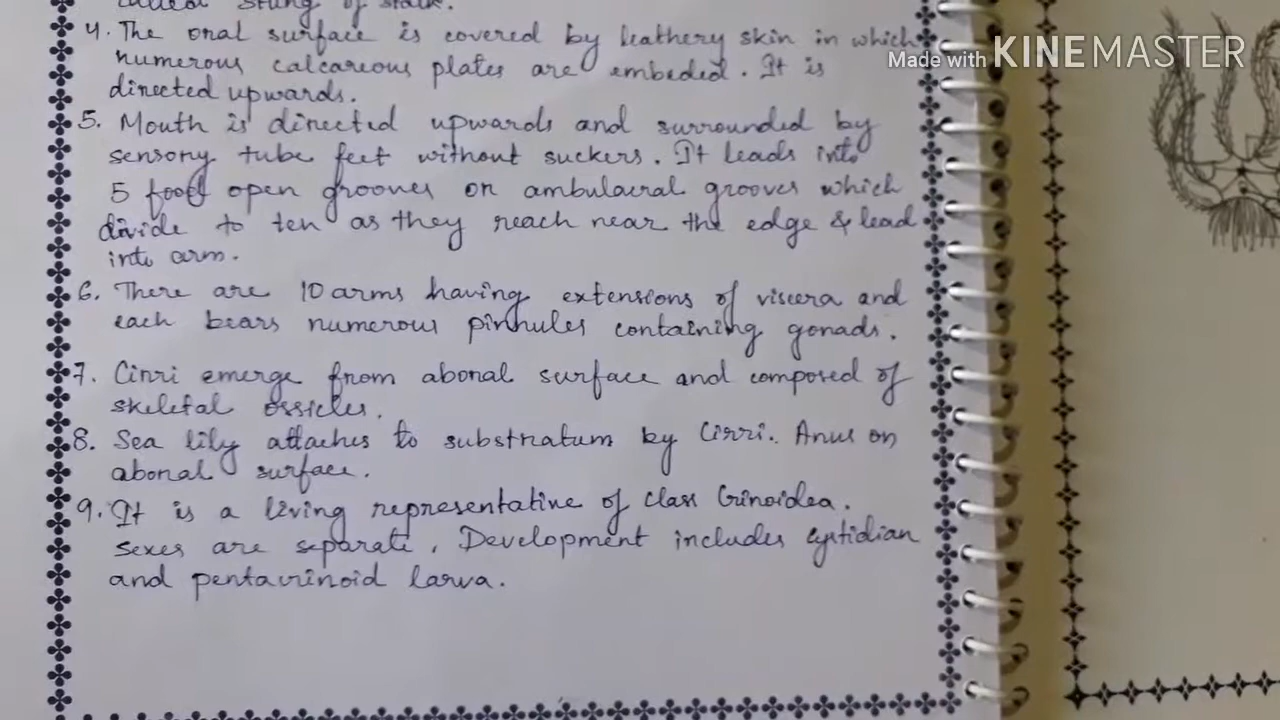 called stung of stalk.
4. The oral surface is covered by leathery skin in which
numerous calcareous plates are embeded. It is
directed upwards.
5. Mouth is directed upwards and surrounded by
sensory tube feet without suckers. It leads into
5 food open grooves or ambulacral grooves which
divide to ten as they reach near the edge & lead
into arm.
6. There are 10 arms having extensions of viscera and
each bears numerous pinnules containing gonads.
7. Cirri emerge from aboral surface and composed of
skeletal ossicles.
8. Sea lily attaches to substratum by Cirri. Anus on
aboral surface.
9. It is a living representative of class Crinoidea.
sexes are separate. Development includes cystidian
and pentacrinoid larva.
Made with KINEMASTER